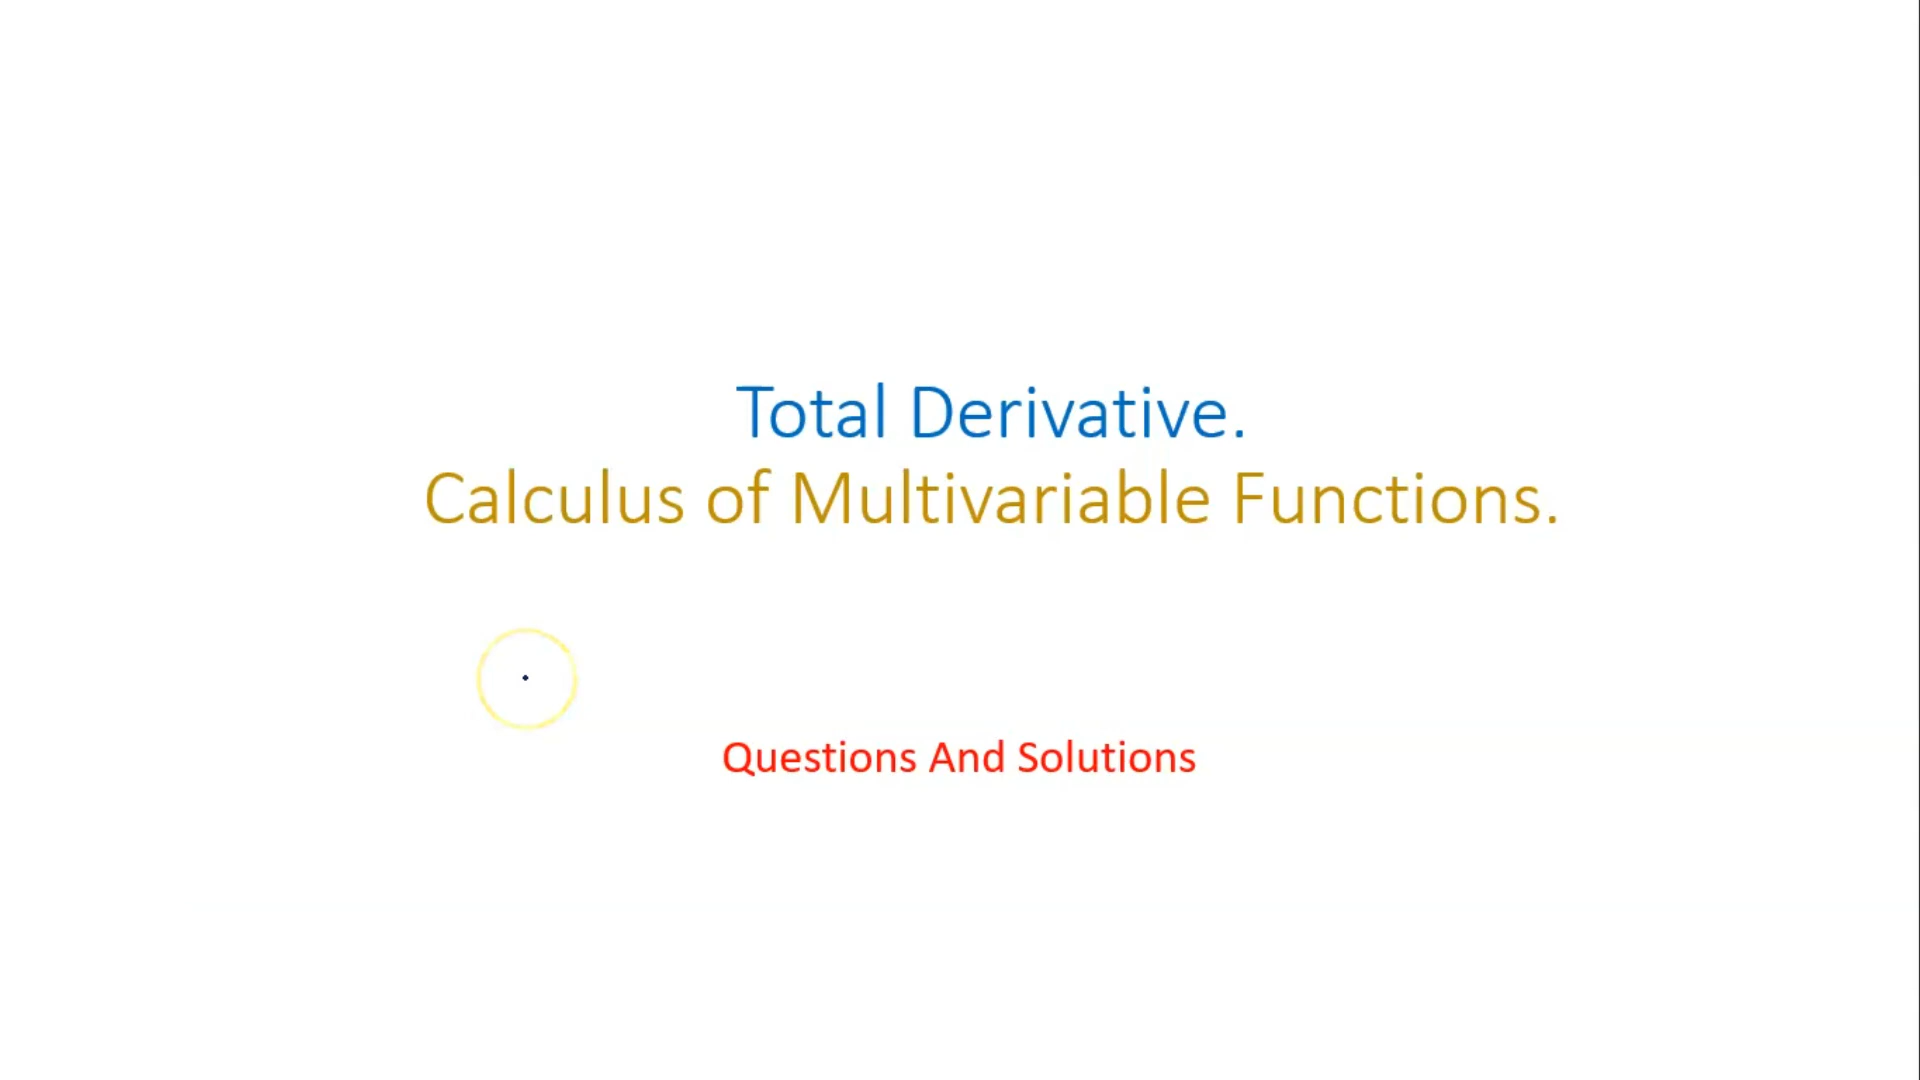 Total Derivative.
Calculus of Multivariable Functions.
Questions And Solutions